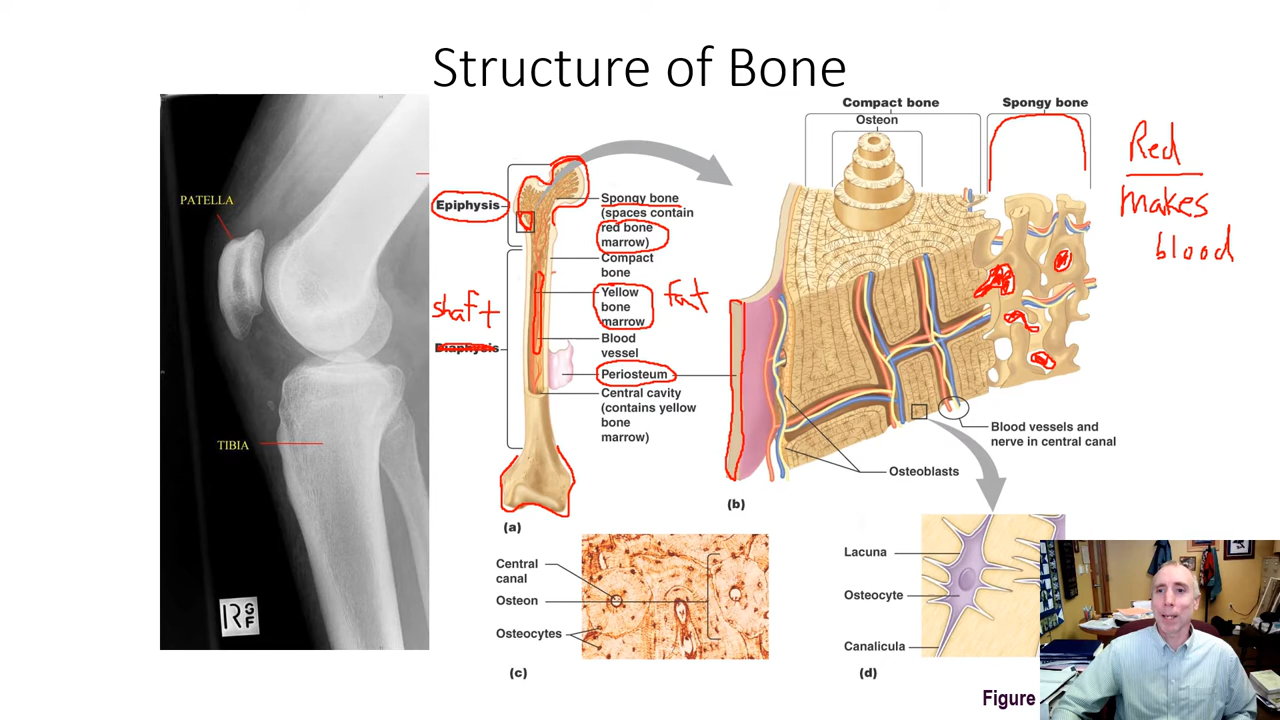 Structure of Bone
PATELLA
TIBIA
R
G
F
Epiphysis
shaft
Diaphysis
Spongy bone
(spaces contain
red bone
marrow)
Compact
bone
Yellow
bone
marrow
fat
Blood
vessel
Periosteum
Central cavity
(contains yellow
bone
marrow)
(a)
Compact bone
Osteon
Spongy bone
Red
makes
blood
Blood vessels and
nerve in central canal
Osteoblasts
(b)
Central
canal
Osteon
Osteocytes
(c)
Lacuna
Osteocyte
Canalicula
(d)
Figure